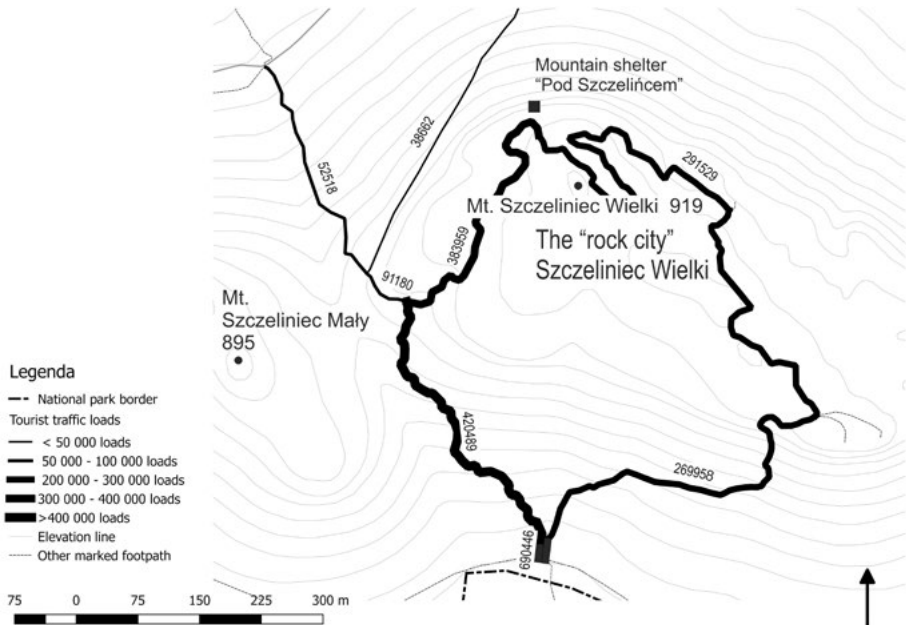 Mountain shelter
“Pod Szczelińcem”
38662
291529
52518
Mt. Szczeliniec Wielki 919
383959
The “rock city”
Szczeliniec Wielki
91180
Mt.
Szczeliniec Mały
895
420489
269958
690446
Legenda
National park border
Tourist traffic loads
< 50 000 loads
50 000 - 100 000 loads
200 000 - 300 000 loads
300 000 - 400 000 loads
>400 000 loads
Elevation line
Other marked footpath
75 0 75 150 225 300 m